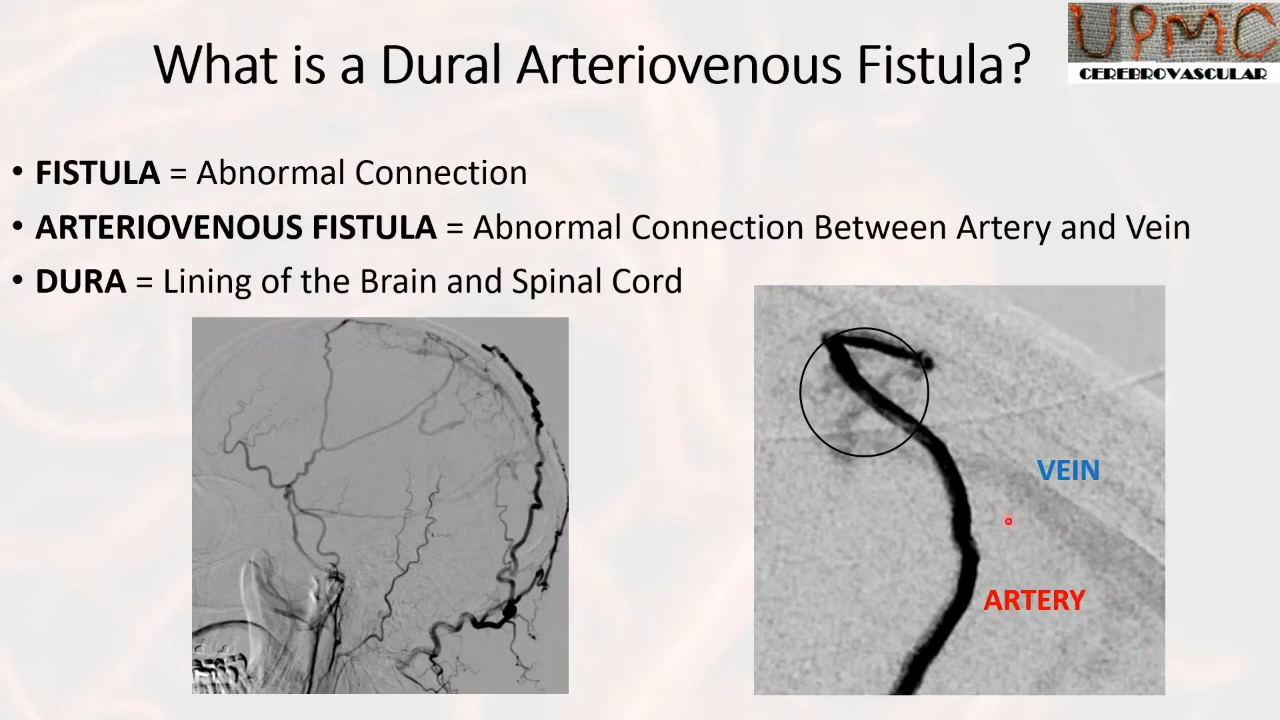 What is a Dural Arteriovenous Fistula?
UPMC
CEREBROVASCULAR
• FISTULA = Abnormal Connection
• ARTERIOVENOUS FISTULA = Abnormal Connection Between Artery and Vein
• DURA = Lining of the Brain and Spinal Cord
VEIN
ARTERY